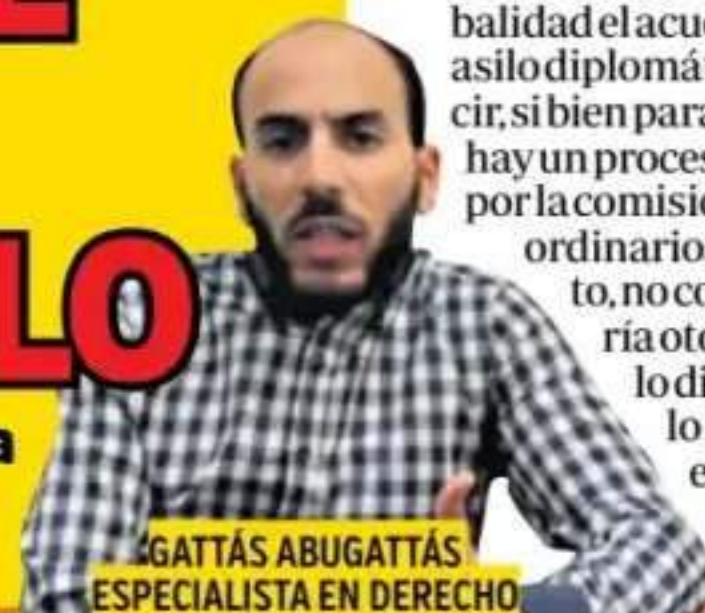 LO
a
balidad el acue
asilo diplomá
cir, si bien para
hay un proces
por la comisi
ordinario
to, no co
ría oto
lo di
lo
e
GATTÁS ABUGATTÁS
ESPECIALISTA EN DERECHO